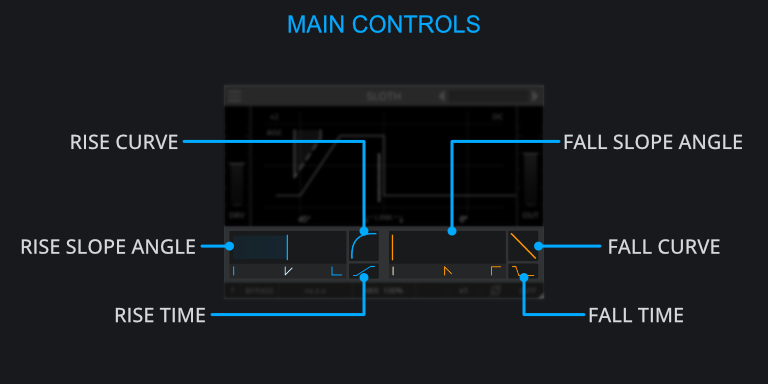 MAIN CONTROLS
SLOTH
RISE CURVE
FALL SLOPE ANGLE
RISE SLOPE ANGLE
FALL CURVE
RISE TIME
FALL TIME